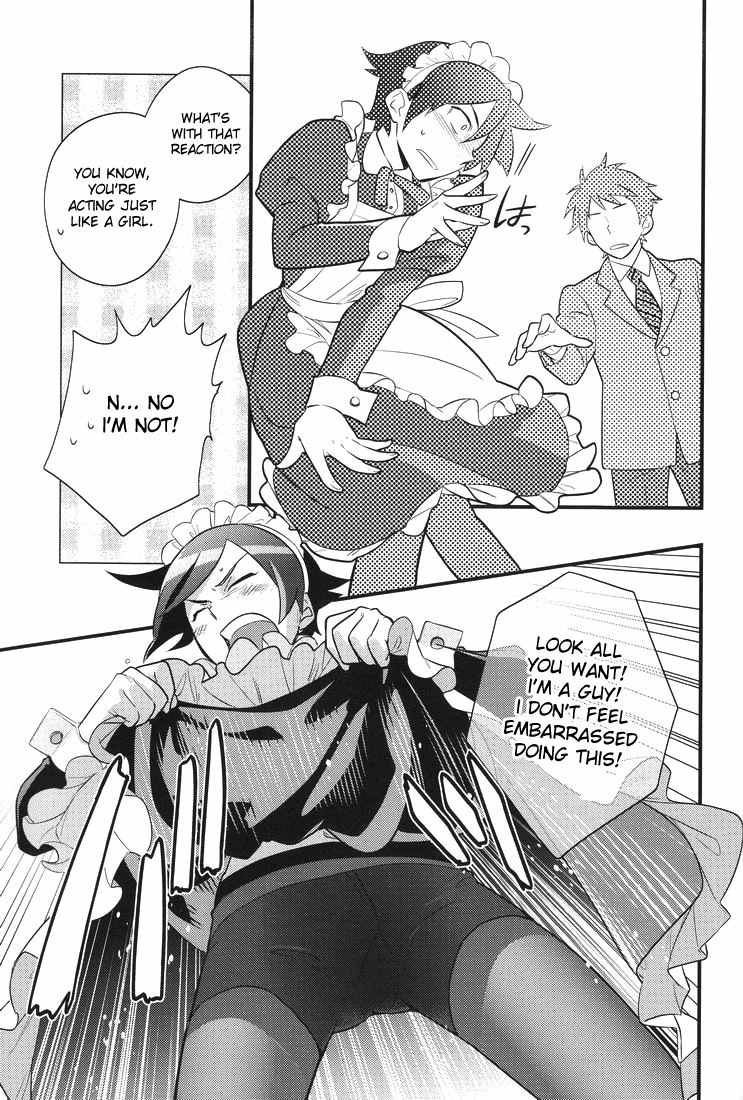 WHAT'S
WITH THAT
REACTION?
YOU KNOW,
YOU'RE
ACTING JUST
LIKE A GIRL.
はっ
N... NO
I'M NOT!
LOOK ALL
YOU WANT!
I'M A GUY!
I DON'T FEEL
EMBARRASSED
DOING THIS!